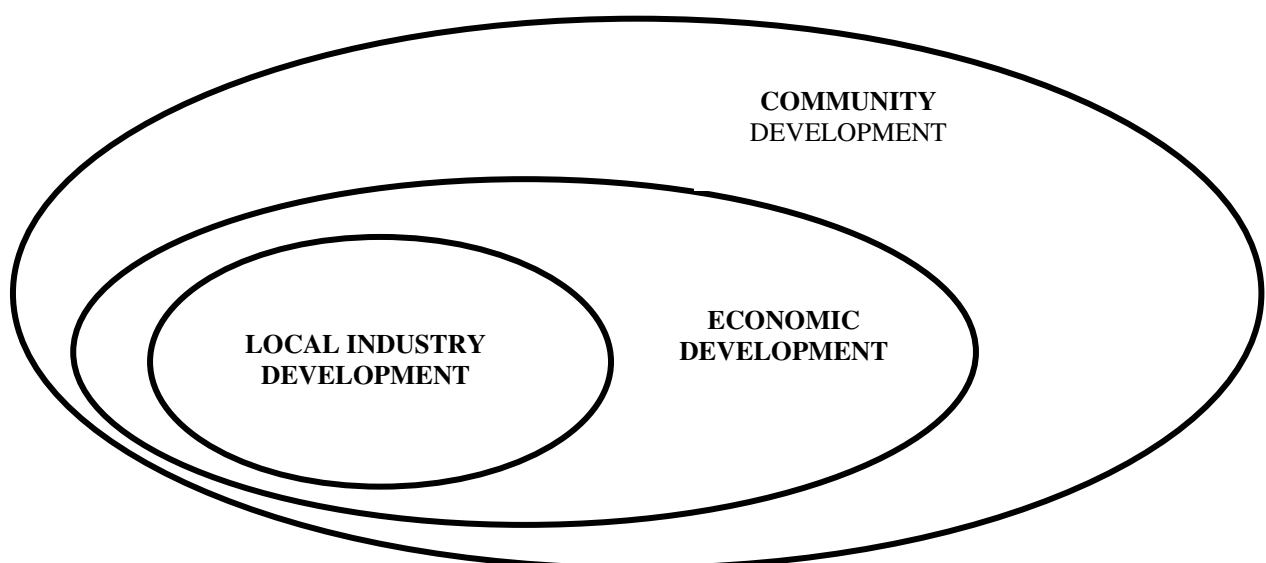 COMMUNITY
DEVELOPMENT
ECONOMIC
DEVELOPMENT
LOCAL INDUSTRY
DEVELOPMENT